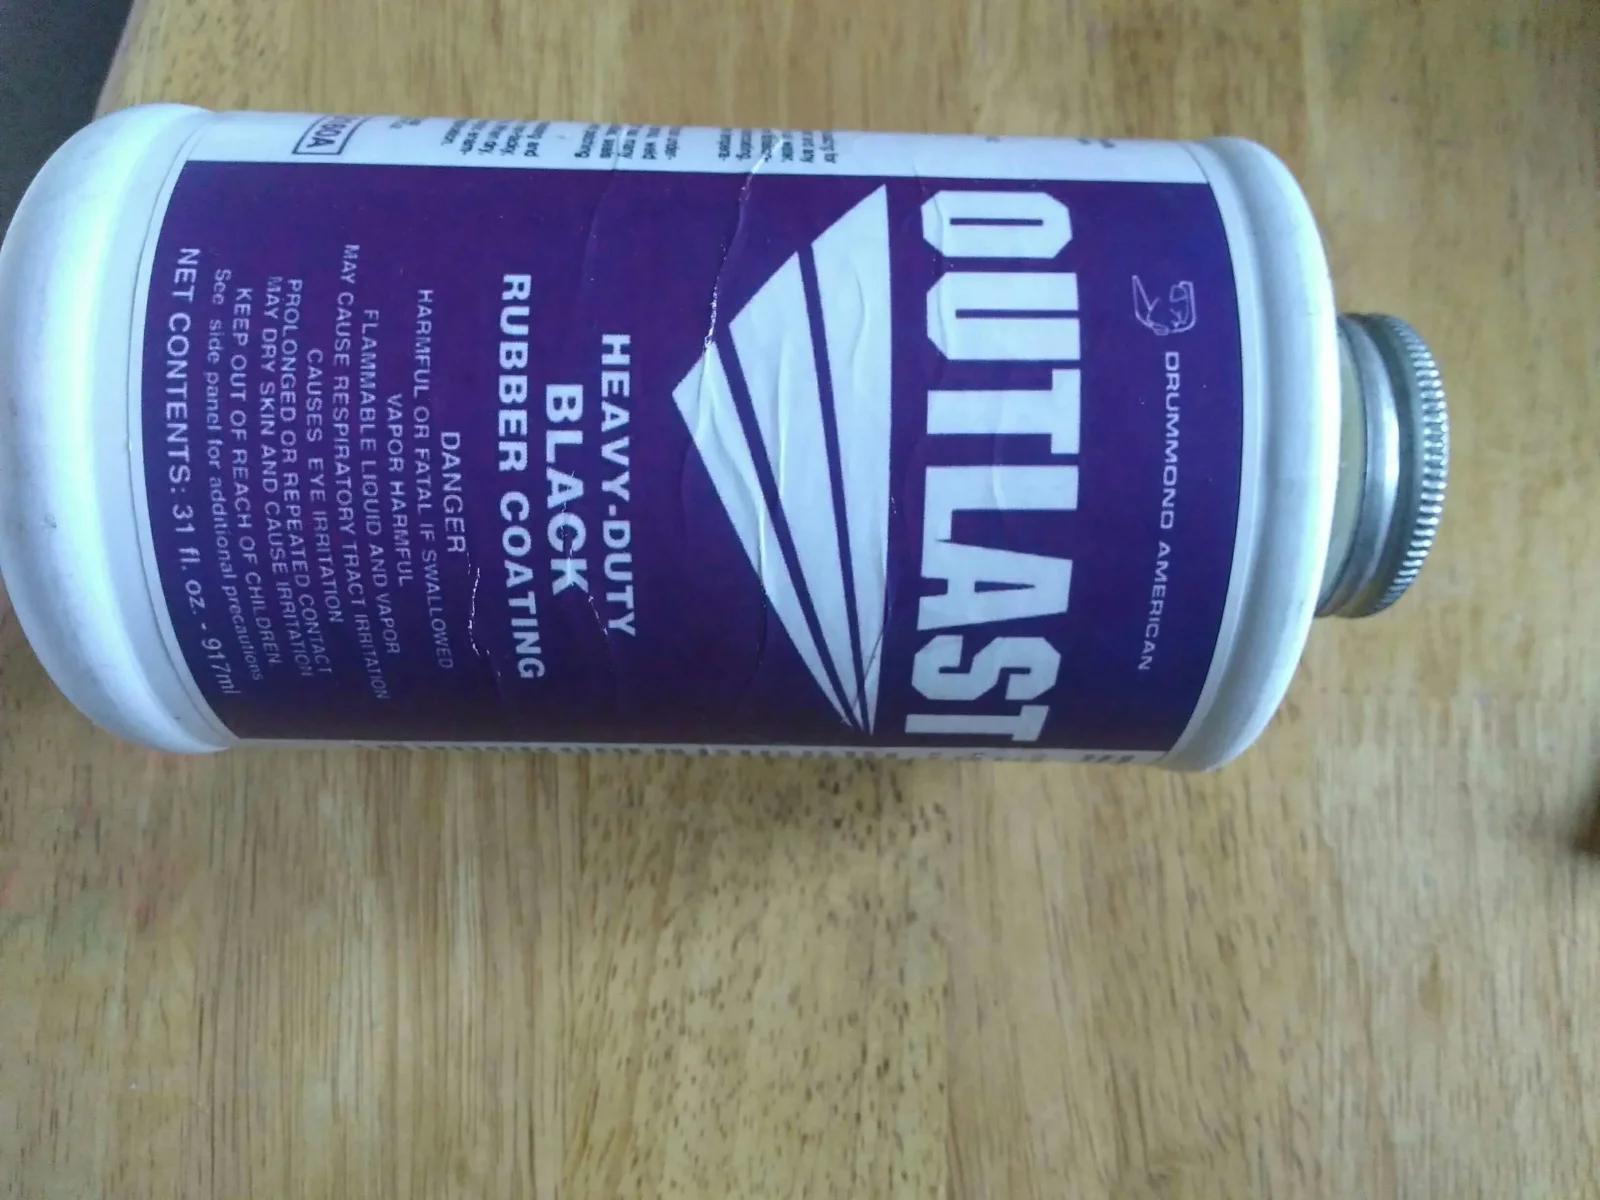 DRUMMOND AMERICAN
OUTLAST
HEAVY-DUTY
BLACK
RUBBER COATING
DANGER
HARMFUL OR FATAL IF SWALLOWED
VAPOR HARMFUL
FLAMMABLE LIQUID AND VAPOR
MAY CAUSE RESPIRATORY TRACT IRRITATION
CAUSES EYE IRRITATION
PROLONGED OR REPEATED CONTACT
MAY DRY SKIN AND CAUSE IRRITATION
KEEP OUT OF REACH OF CHILDREN
See side panel for additional precautions
NET CONTENTS: 31 fl. oz. - 917ml